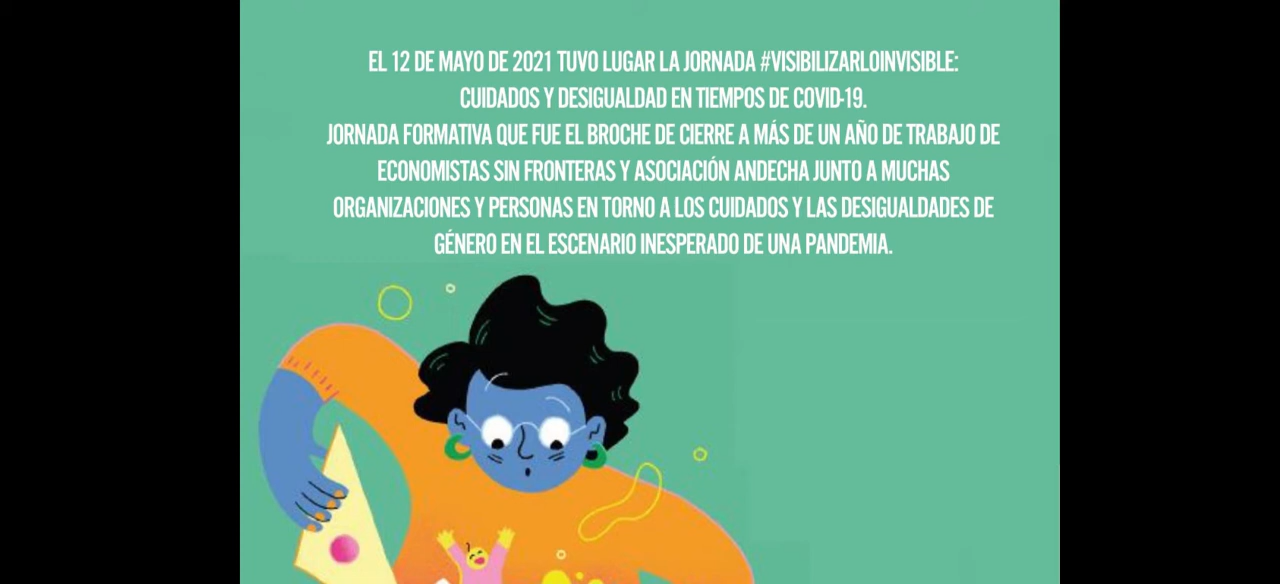 EL 12 DE MAYO DE 2021 TUVO LUGAR LA JORNADA #VISIBILIZARLOINVISIBLE:
CUIDADOS Y DESIGUALDAD EN TIEMPOS DE COVID-19.
JORNADA FORMATIVA QUE FUE EL BROCHE DE CIERRE A MÁS DE UN AÑO DE TRABAJO DE
ECONOMISTAS SIN FRONTERAS Y ASOCIACIÓN ANDECHA JUNTO A MUCHAS
ORGANIZACIONES Y PERSONAS EN TORNO A LOS CUIDADOS Y LAS DESIGUALDADES DE
GÉNERO EN EL ESCENARIO INESPERADO DE UNA PANDEMIA.